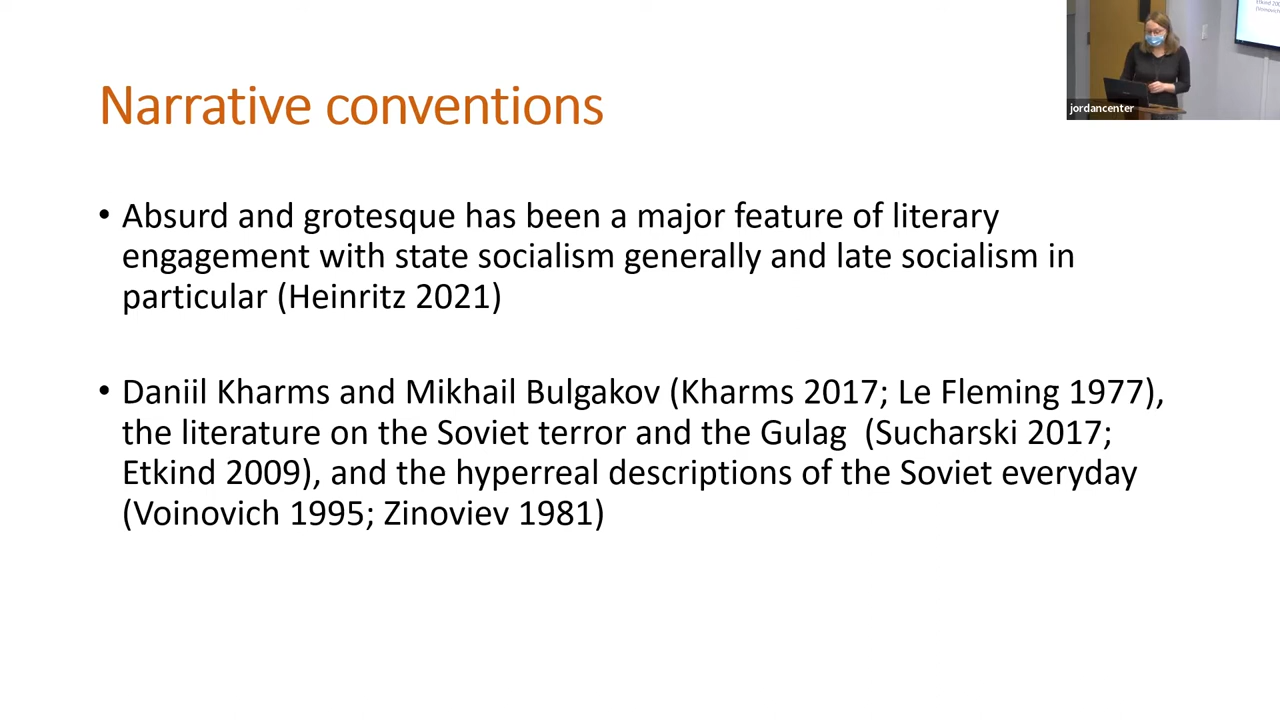 Narrative conventions
• Absurd and grotesque has been a major feature of literary
engagement with state socialism generally and late socialism in
particular (Heinritz 2021)
• Daniil Kharms and Mikhail Bulgakov (Kharms 2017; Le Fleming 1977),
the literature on the Soviet terror and the Gulag  (Sucharski 2017;
Etkind 2009), and the hyperreal descriptions of the Soviet everyday
(Voinovich 1995; Zinoviev 1981)
jordancenter